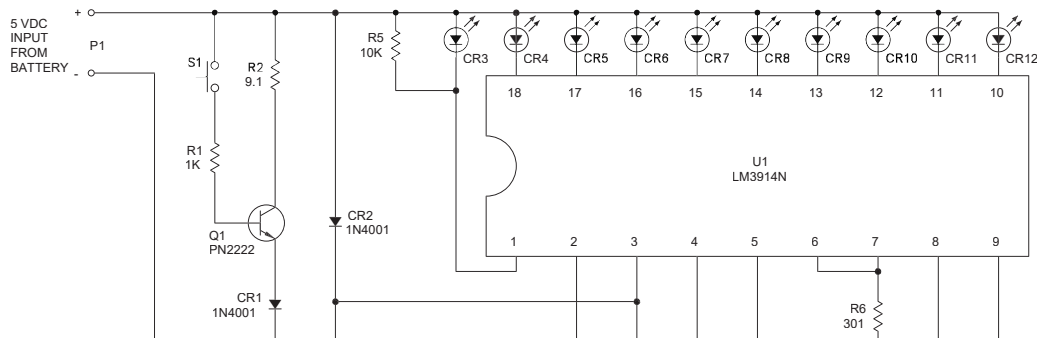 5 VDC
INPUT
FROM
BATTERY
+
-
P1
S1
R1
1K
R2
9.1
Q1
PN2222
CR1
1N4001
CR2
1N4001
R5
10K
CR3
CR4
CR5
CR6
CR7
CR8
CR9
CR10
CR11
CR12
18
17
16
15
14
13
12
11
10
U1
LM3914N
1
2
3
4
5
6
7
8
9
R6
301